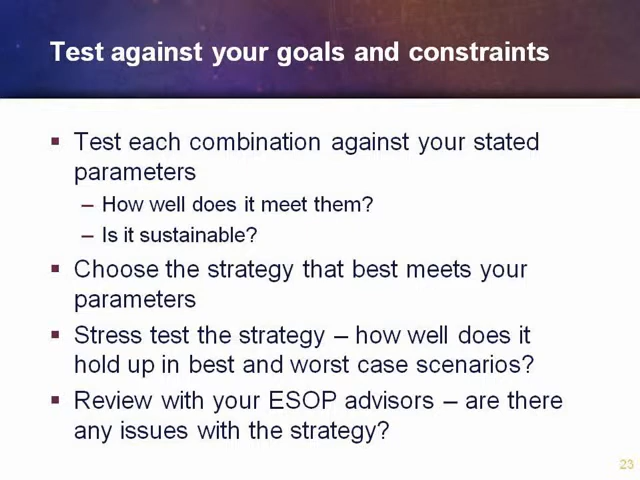 Test against your goals and constraints
▪ Test each combination against your stated
parameters
– How well does it meet them?
– Is it sustainable?
▪ Choose the strategy that best meets your
parameters
▪ Stress test the strategy – how well does it
hold up in best and worst case scenarios?
▪ Review with your ESOP advisors – are there
any issues with the strategy?
23